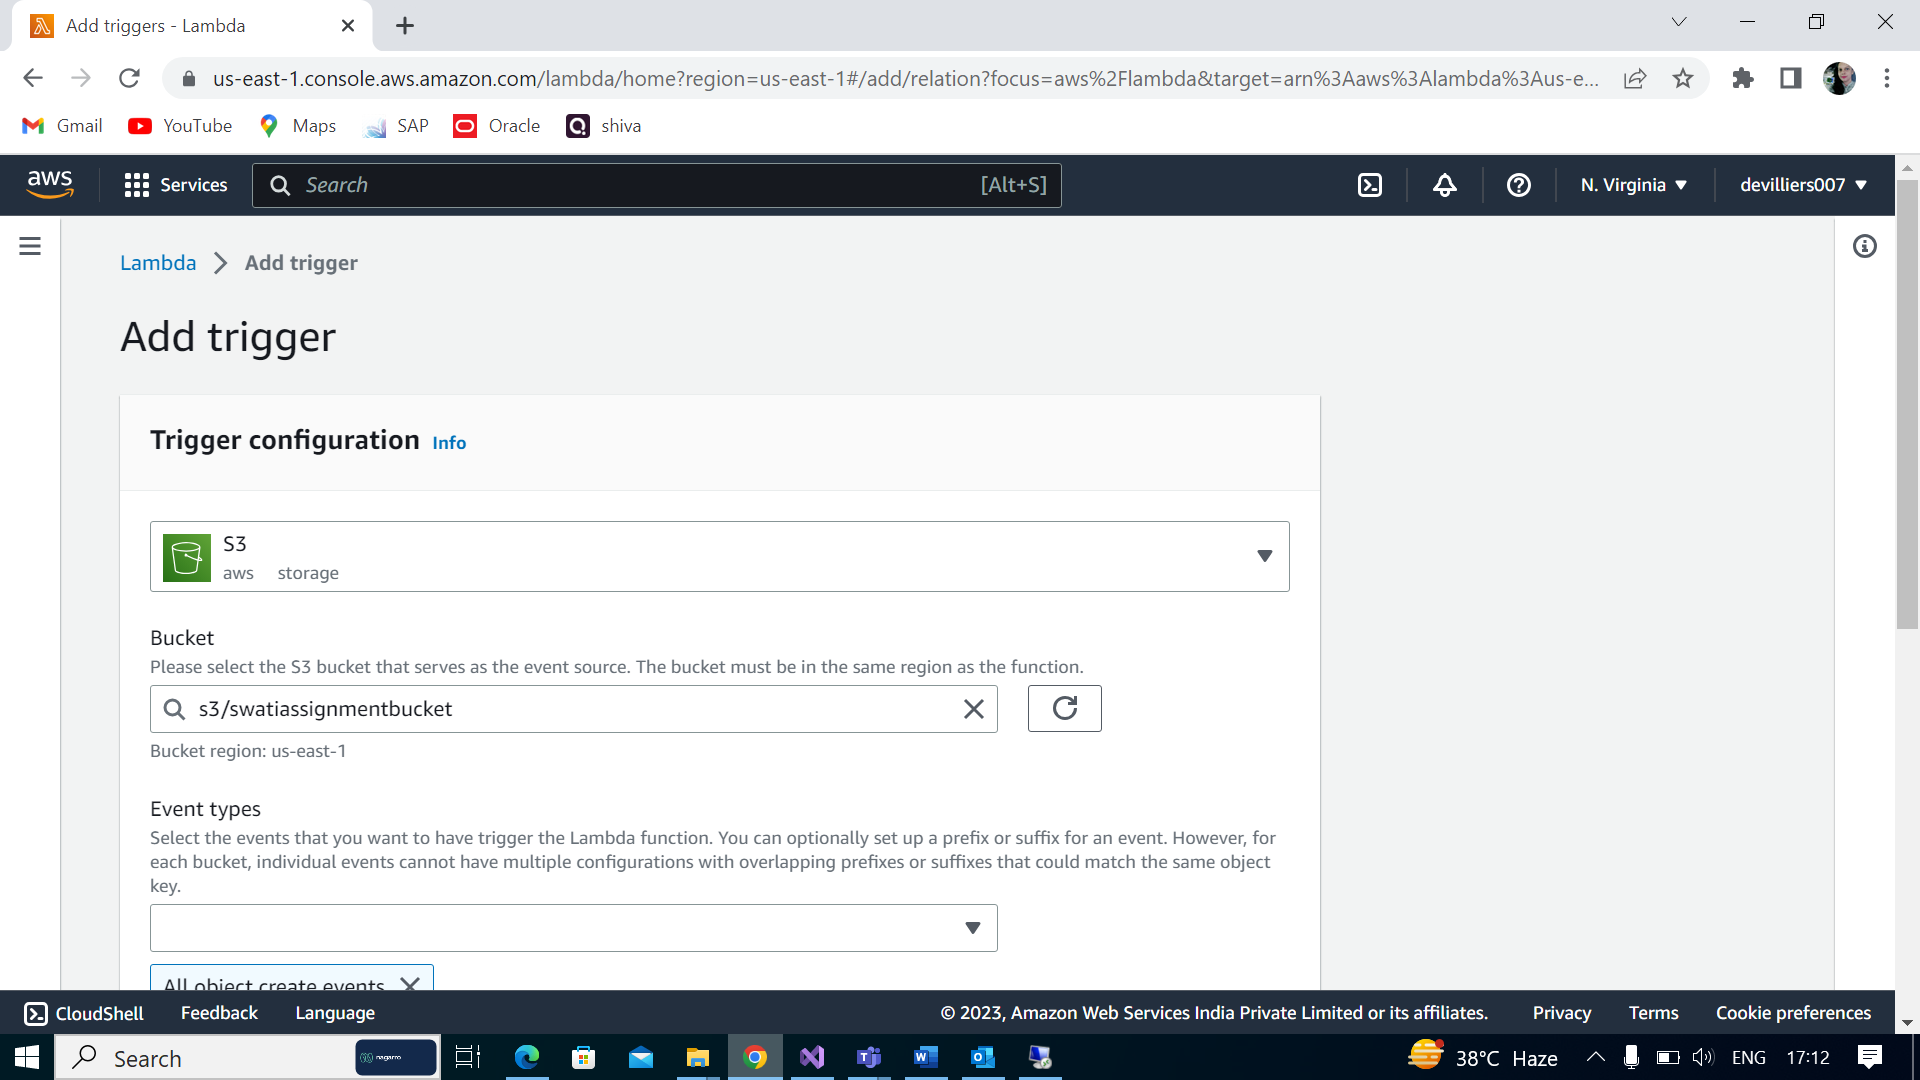 Add triggers - Lambda
us-east-1.console.aws.amazon.com/lambda/home?region=us-east-1#/add/relation?focus=aws%2Flambda&target=arn%3Aaws%3Alambda%3Aus-e...
Gmail YouTube Maps SAP Oracle shiva
aws Services Search [Alt+S] N. Virginia devilliers007
Lambda Add trigger
Add trigger
Trigger configuration Info
S3
aws storage
Bucket
Please select the S3 bucket that serves as the event source. The bucket must be in the same region as the function.
s3/swatiassignmentbucket
Bucket region: us-east-1
Event types
Select the events that you want to have trigger the Lambda function. You can optionally set up a prefix or suffix for an event. However, for
each bucket, individual events cannot have multiple configurations with overlapping prefixes or suffixes that could match the same object
key.
All object create events
CloudShell Feedback Language © 2023, Amazon Web Services India Private Limited or its affiliates. Privacy Terms Cookie preferences
Search nagarro 38°C Haze ENG 17:12